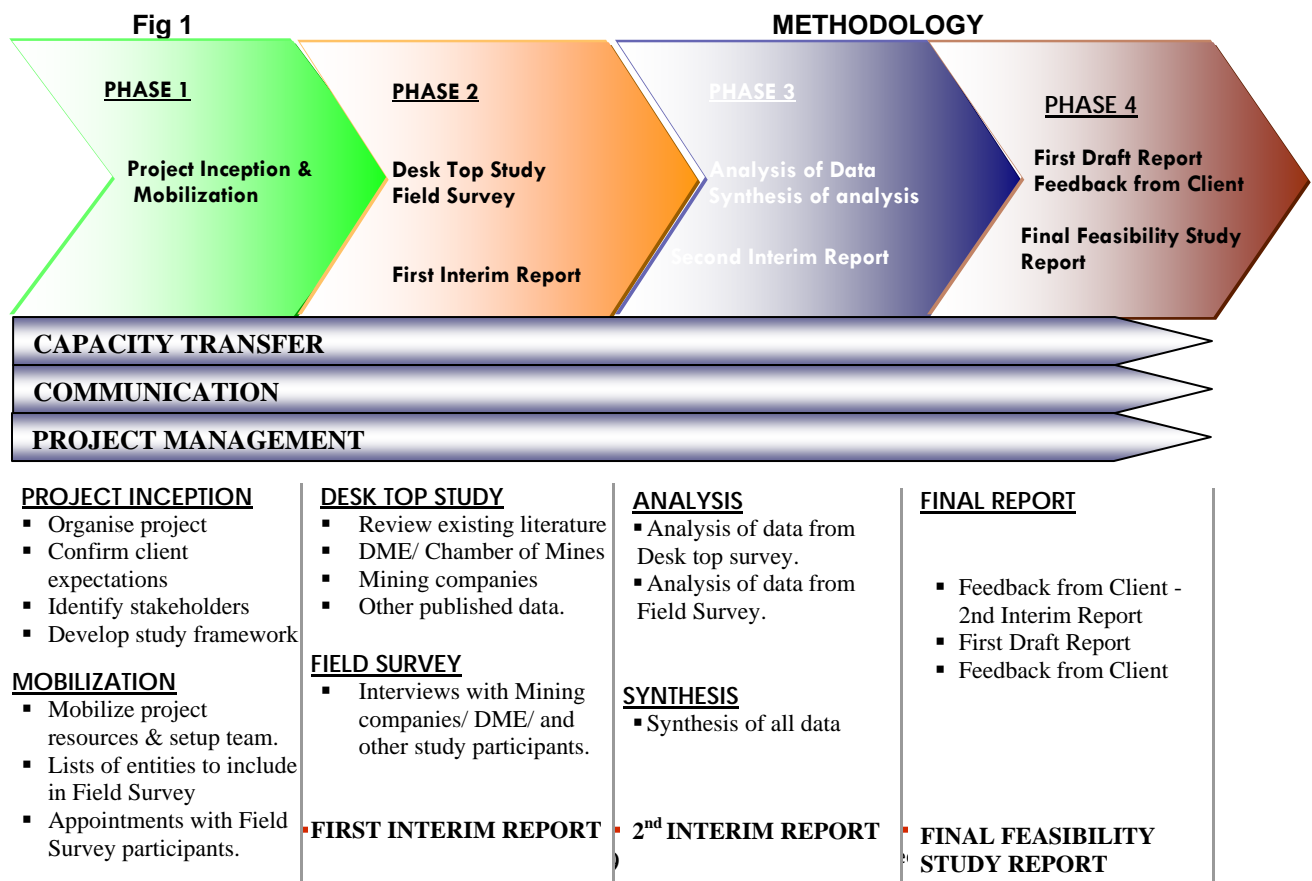 Fig 1
METHODOLOGY
PHASE 1
Project Inception &
Mobilization
PHASE 2
Desk Top Study
Field Survey
First Interim Report
PHASE 3
Analysis of Data
Synthesis of analysis
Second Interim Report
PHASE 4
First Draft Report
Feedback from Client
Final Feasibility Study
Report
CAPACITY TRANSFER
COMMUNICATION
PROJECT MANAGEMENT
PROJECT INCEPTION
▪ Organise project
▪ Confirm client
expectations
▪ Identify stakeholders
▪ Develop study framework
MOBILIZATION
▪ Mobilize project
resources & setup team.
▪ Lists of entities to include
in Field Survey
▪ Appointments with Field
Survey participants.
DESK TOP STUDY
▪ Review existing literature
▪ DME/ Chamber of Mines
▪ Mining companies
▪ Other published data.
FIELD SURVEY
▪ Interviews with Mining
companies/ DME/ and
other study participants.
FIRST INTERIM REPORT
ANALYSIS
▪ Analysis of data from
Desk top survey.
▪ Analysis of data from
Field Survey.
SYNTHESIS
▪ Synthesis of all data
2nd INTERIM REPORT
)
FINAL REPORT
▪ Feedback from Client -
2nd Interim Report
▪ First Draft Report
▪ Feedback from Client
FINAL FEASIBILITY
STUDY REPORT